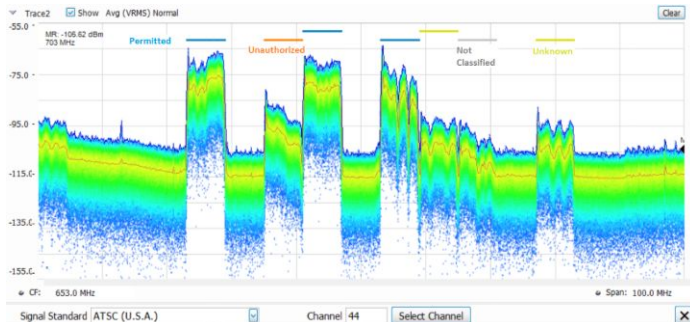 Trace2 Show Avg (VRMS) Normal Clear
-55.0
MR: -106.62 dBm
703 MHz
Permitted
Unauthorized
Not
Classified
Unknown
-75.0
-95.0
-115.0
-135.0
-155.0
CF: 653.0 MHz Span: 100.0 MHz
Signal Standard ATSC (U.S.A.) Channel 44 Select Channel